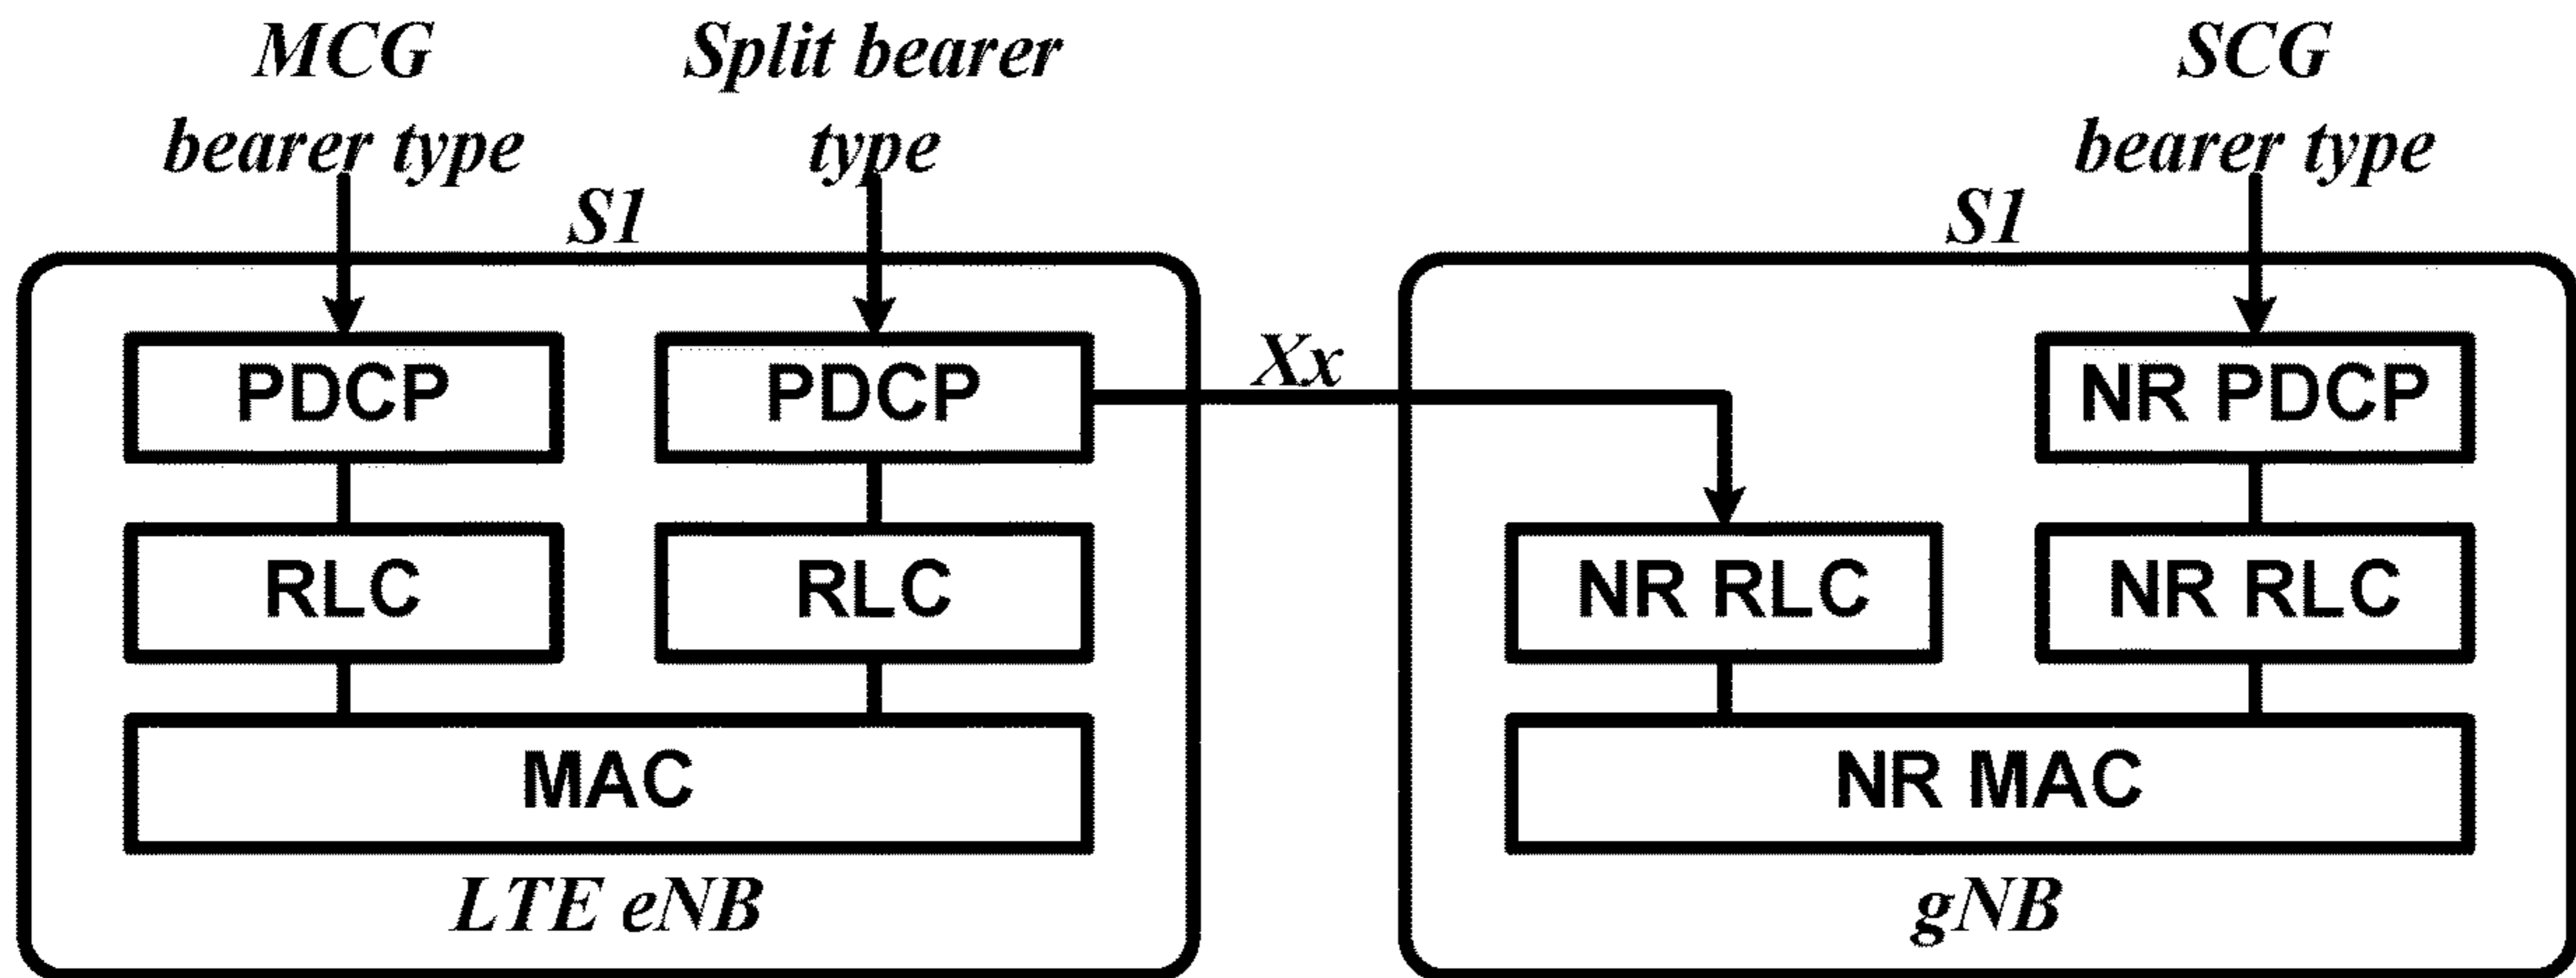 MCG
bearer type
Split bearer
type
SCG
bearer type
S1
S1
PDCP
PDCP
Xx
NR PDCP
RLC
RLC
NR RLC
NR RLC
MAC
NR MAC
LTE eNB
gNB